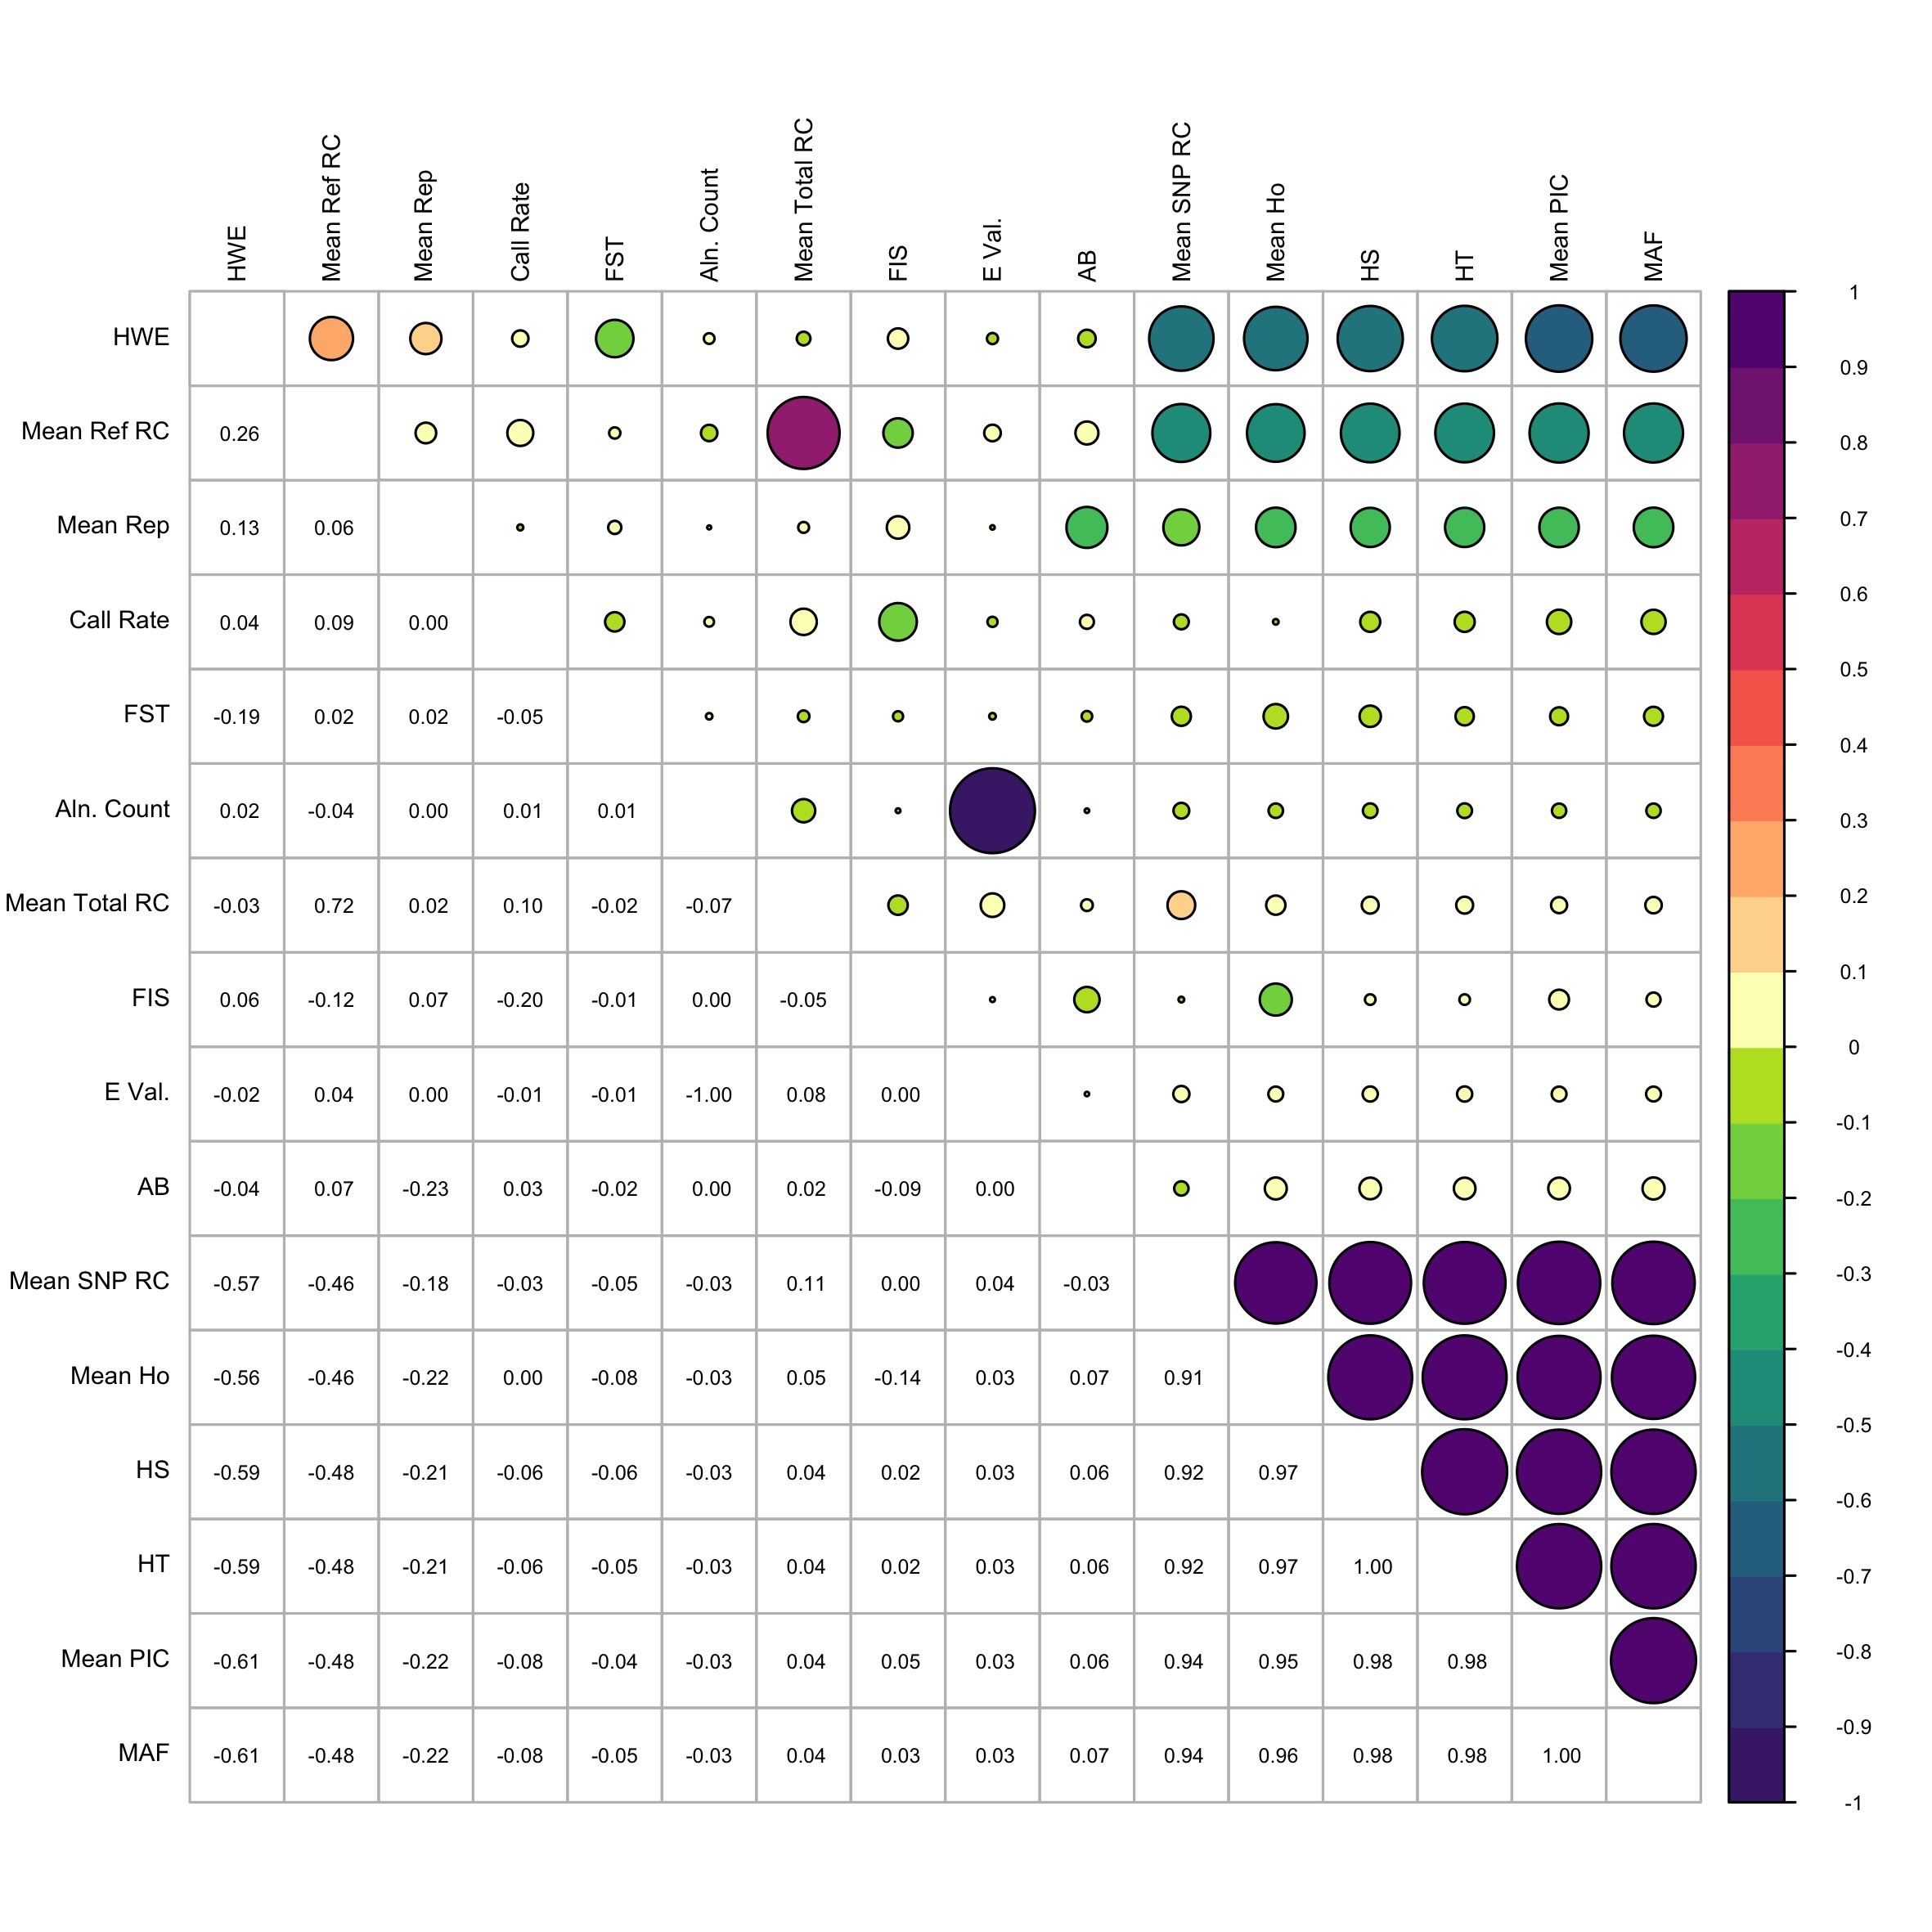 HWE Mean Ref RC Mean Rep Call Rate FST Aln. Count Mean Total RC FIS E Val. AB Mean SNP RC Mean Ho HS HT Mean PIC MAF
HWE
Mean Ref RC 0.26
Mean Rep 0.13 0.06
Call Rate 0.04 0.09 0.00
FST -0.19 0.02 0.02 -0.05
Aln. Count 0.02 -0.04 0.00 0.01 0.01
Mean Total RC -0.03 0.72 0.02 0.10 -0.02 -0.07
FIS 0.06 -0.12 0.07 -0.20 -0.01 0.00 -0.05
E Val. -0.02 0.04 0.00 -0.01 -0.01 -1.00 0.08 0.00
AB -0.04 0.07 -0.23 0.03 -0.02 0.00 0.02 -0.09 0.00
Mean SNP RC -0.57 -0.46 -0.18 -0.03 -0.05 -0.03 0.11 0.00 0.04 -0.03
Mean Ho -0.56 -0.46 -0.22 0.00 -0.08 -0.03 0.05 -0.14 0.03 0.07 0.91
HS -0.59 -0.48 -0.21 -0.06 -0.06 -0.03 0.04 0.02 0.03 0.06 0.92 0.97
HT -0.59 -0.48 -0.21 -0.06 -0.05 -0.03 0.04 0.02 0.03 0.06 0.92 0.97 1.00
Mean PIC -0.61 -0.48 -0.22 -0.08 -0.04 -0.03 0.04 0.05 0.03 0.06 0.94 0.95 0.98 0.98
MAF -0.61 -0.48 -0.22 -0.08 -0.05 -0.03 0.04 0.03 0.03 0.07 0.94 0.96 0.98 0.98 1.00
1
0.9
0.8
0.7
0.6
0.5
0.4
0.3
0.2
0.1
0
-0.1
-0.2
-0.3
-0.4
-0.5
-0.6
-0.7
-0.8
-0.9
-1